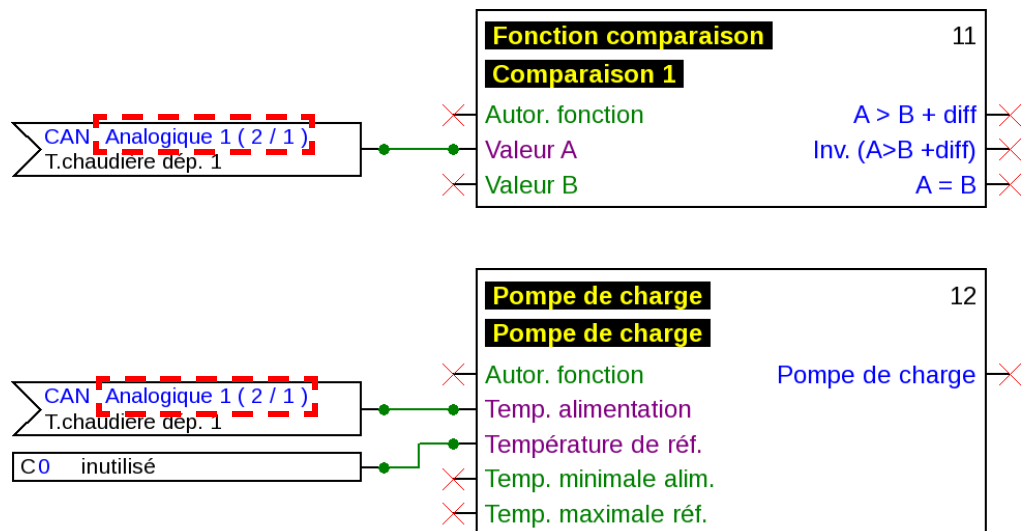 Fonction comparaison 11
Comparaison 1
Autor. fonction A > B + diff
CAN Analogique 1 ( 2 / 1 )
T.chaudière dép. 1
Valeur A Inv. (A>B +diff)
Valeur B A = B
Pompe de charge 12
Pompe de charge
Autor. fonction Pompe de charge
CAN Analogique 1 ( 2 / 1 )
T.chaudière dép. 1
Temp. alimentation
Température de réf.
C0 inutilisé
Temp. minimale alim.
Temp. maximale réf.